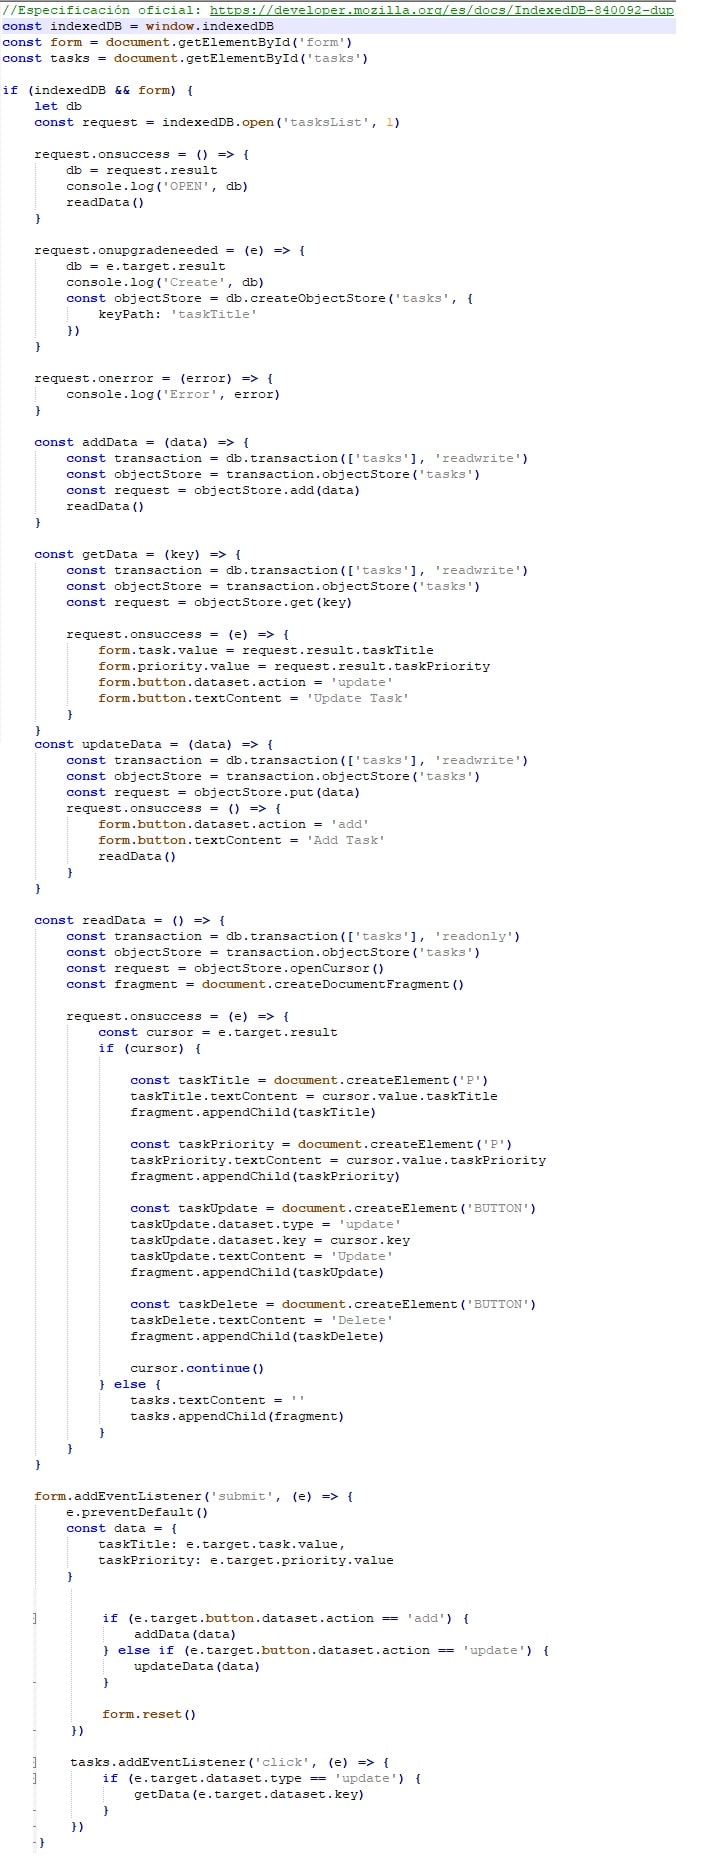 //Especificación oficial: https://developer.mozilla.org/es/docs/IndexedDB-840092-dup
const indexedDB = window.indexedDB
const form = document.getElementById('form')
const tasks = document.getElementById('tasks')

if (indexedDB && form) {
    let db
    const request = indexedDB.open('tasksList', 1)

    request.onsuccess = () => {
        db = request.result
        console.log('OPEN', db)
        readData()
    }

    request.onupgradeneeded = (e) => {
        db = e.target.result
        console.log('Create', db)
        const objectStore = db.createObjectStore('tasks', {
            keyPath: 'taskTitle'
        })
    }

    request.onerror = (error) => {
        console.log('Error', error)
    }

    const addData = (data) => {
        const transaction = db.transaction(['tasks'], 'readwrite')
        const objectStore = transaction.objectStore('tasks')
        const request = objectStore.add(data)
        readData()
    }

    const getData = (key) => {
        const transaction = db.transaction(['tasks'], 'readwrite')
        const objectStore = transaction.objectStore('tasks')
        const request = objectStore.get(key)

        request.onsuccess = (e) => {
            form.task.value = request.result.taskTitle
            form.priority.value = request.result.taskPriority
            form.button.dataset.action = 'update'
            form.button.textContent = 'Update Task'
        }
    }
    const updateData = (data) => {
        const transaction = db.transaction(['tasks'], 'readwrite')
        const objectStore = transaction.objectStore('tasks')
        const request = objectStore.put(data)
        request.onsuccess = () => {
            form.button.dataset.action = 'add'
            form.button.textContent = 'Add Task'
            readData()
        }
    }

    const readData = () => {
        const transaction = db.transaction(['tasks'], 'readonly')
        const objectStore = transaction.objectStore('tasks')
        const request = objectStore.openCursor()
        const fragment = document.createDocumentFragment()

        request.onsuccess = (e) => {
            const cursor = e.target.result
            if (cursor) {

                const taskTitle = document.createElement('P')
                taskTitle.textContent = cursor.value.taskTitle
                fragment.appendChild(taskTitle)

                const taskPriority = document.createElement('P')
                taskPriority.textContent = cursor.value.taskPriority
                fragment.appendChild(taskPriority)

                const taskUpdate = document.createElement('BUTTON')
                taskUpdate.dataset.type = 'update'
                taskUpdate.dataset.key = cursor.key
                taskUpdate.textContent = 'Update'
                fragment.appendChild(taskUpdate)

                const taskDelete = document.createElement('BUTTON')
                taskDelete.textContent = 'Delete'
                fragment.appendChild(taskDelete)

                cursor.continue()
            } else {
                tasks.textContent = ''
                tasks.appendChild(fragment)
            }
        }
    }

    form.addEventListener('submit', (e) => {
        e.preventDefault()
        const data = {
            taskTitle: e.target.task.value,
            taskPriority: e.target.priority.value
        }

        if (e.target.button.dataset.action == 'add') {
            addData(data)
        } else if (e.target.button.dataset.action == 'update') {
            updateData(data)
        }

        form.reset()
    })

    tasks.addEventListener('click', (e) => {
        if (e.target.dataset.type == 'update') {
            getData(e.target.dataset.key)
        }
    })
}